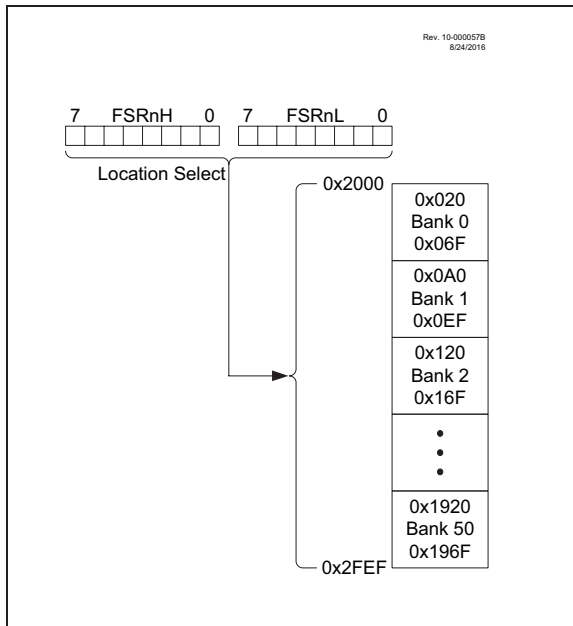 Rev. 10-000057B
8/24/2016
7 FSRnH 0 7 FSRnL 0
Location Select
0x2000
0x020
Bank 0
0x06F
0x0A0
Bank 1
0x0EF
0x120
Bank 2
0x16F
0x1920
Bank 50
0x196F
0x2FEF